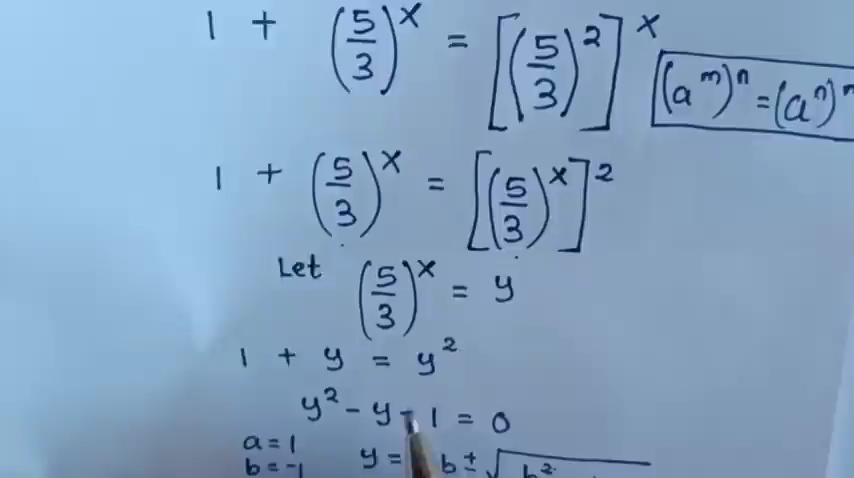 1 + (5/3)^x = [(5/3)^2]^x
(a^m)^n = (a^n)^m
1 + (5/3)^x = [(5/3)^x]^2
Let (5/3)^x = y
1 + y = y^2
y^2 - y - 1 = 0
a = 1
b = -1
y = b ± √b^2